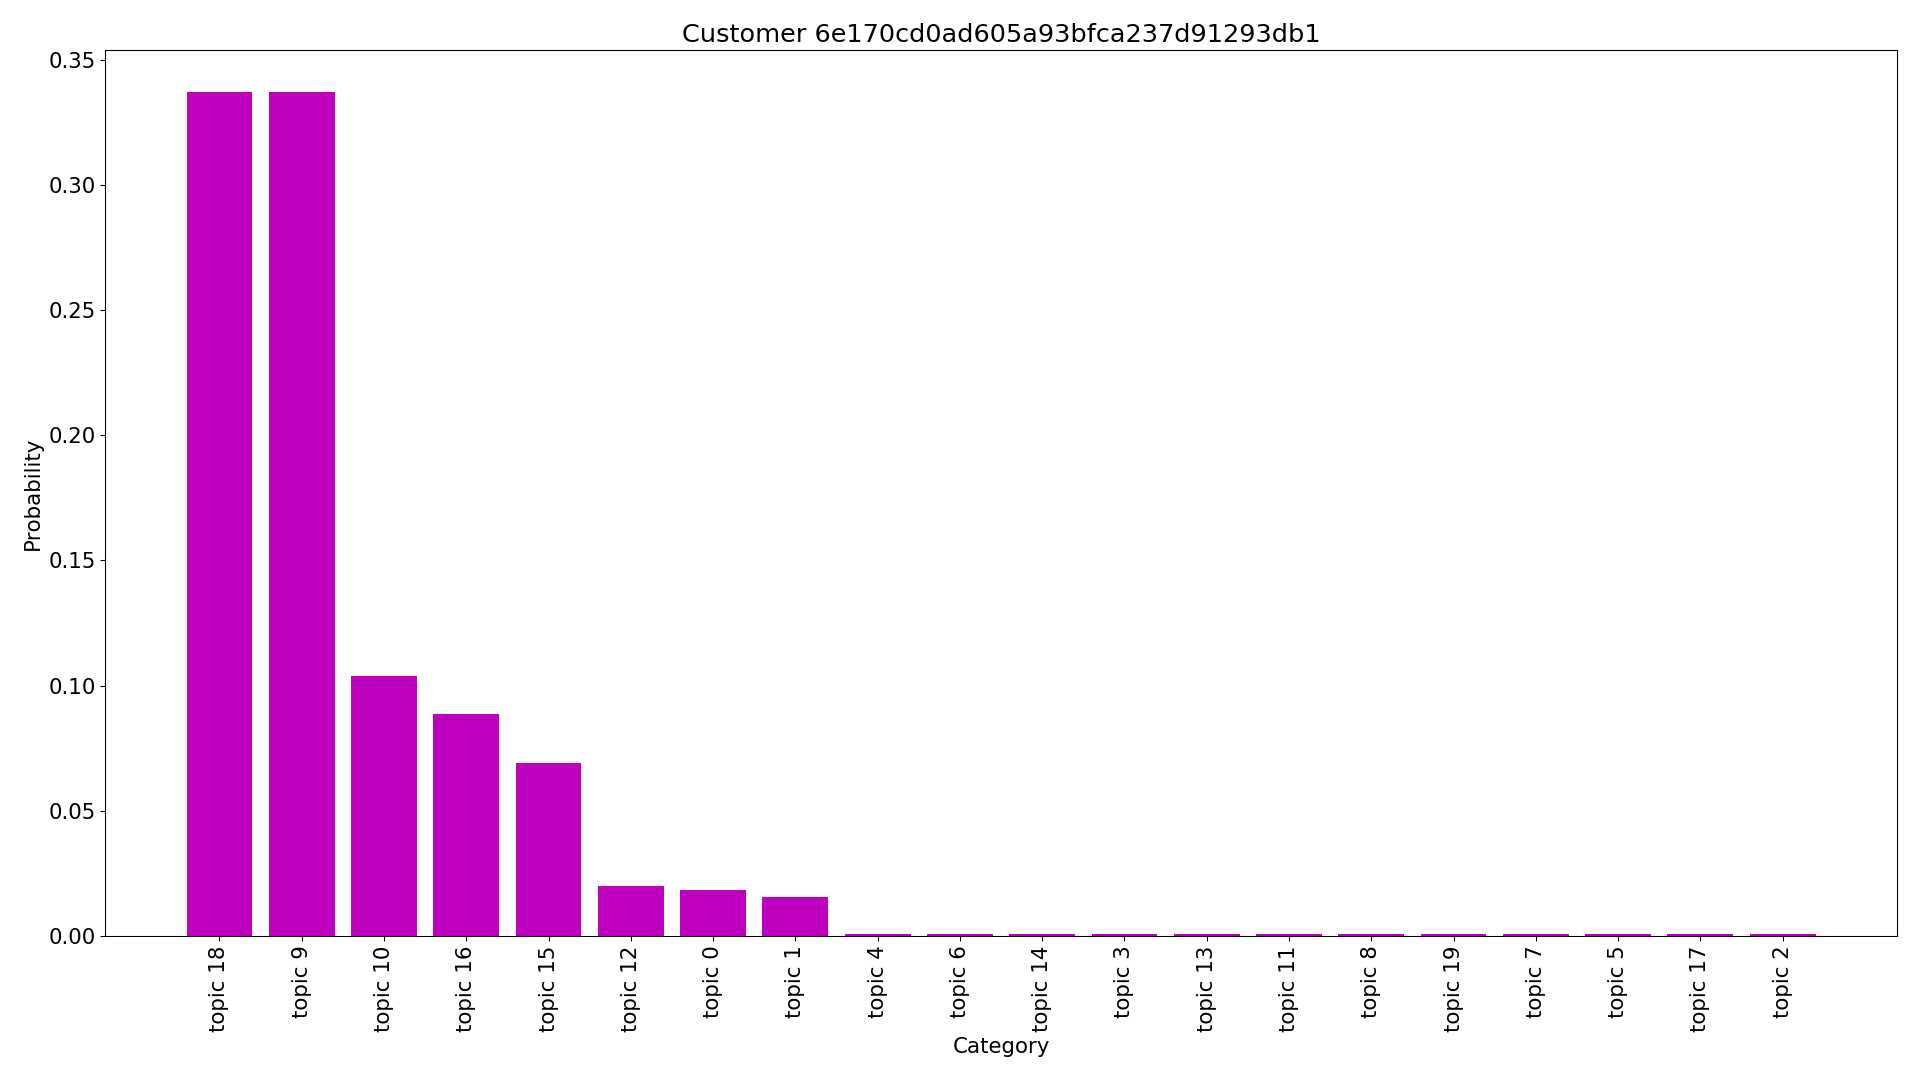 Customer 6e170cd0ad605a93bfca237d91293db1
0.35
0.30
0.25
0.20
0.15
0.10
0.05
0.00
Probability
topic 18
topic 9
topic 10
topic 16
topic 15
topic 12
topic 0
topic 1
topic 4
topic 6
topic 14
topic 3
topic 13
topic 11
topic 8
topic 19
topic 7
topic 5
topic 17
topic 2
Category